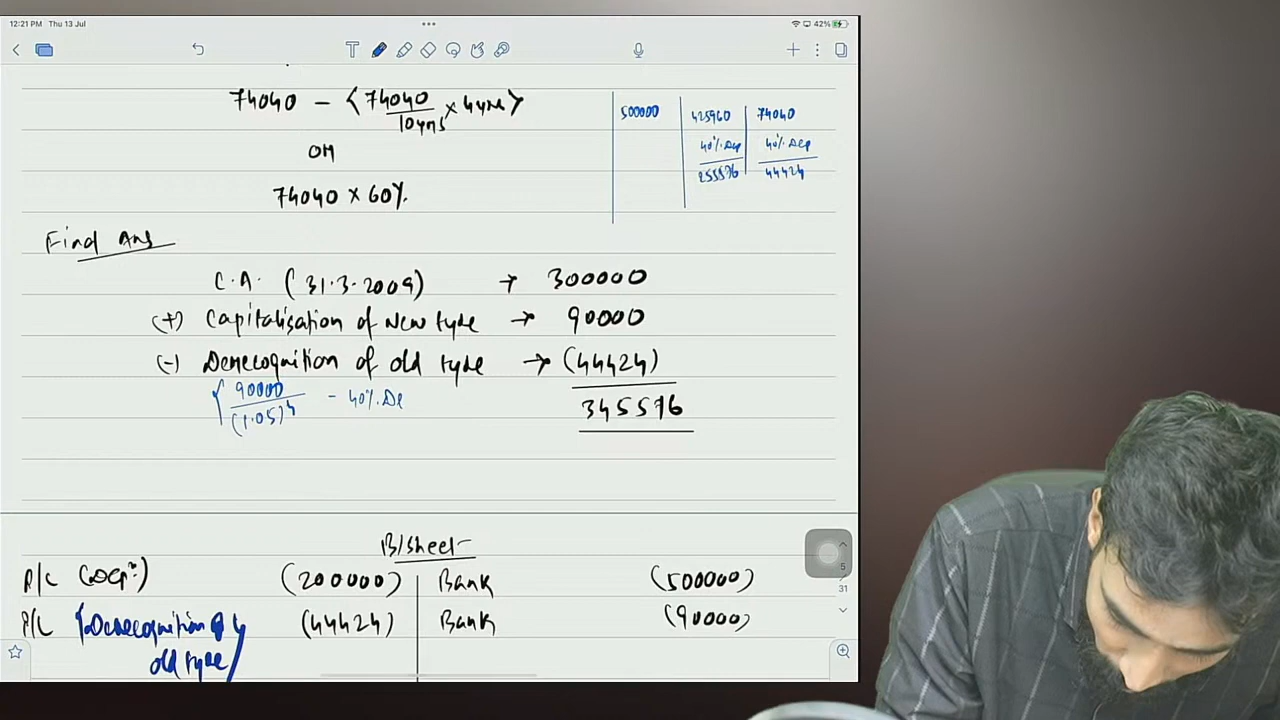 12:21 PM Thu 13 Jul
42%
74040 - <74040/10yrs × 4yrs>
OR
74040 × 60%.
500000 425960 74040
40% Dep 40% Dep
255576 44424
Find Ans
C.A. (31.3.2009) → 300000
(+) Capitalisation of New tyre → 90000
(-) Derecognition of old tyre → (44424)
{90000/(1.05)^4 - 40% De
345576
B/sheet
P/L (Depn) (200000) Bank (500000)
P/L {Derecognition of (44424) Bank (90000)
old tyre}
5
31